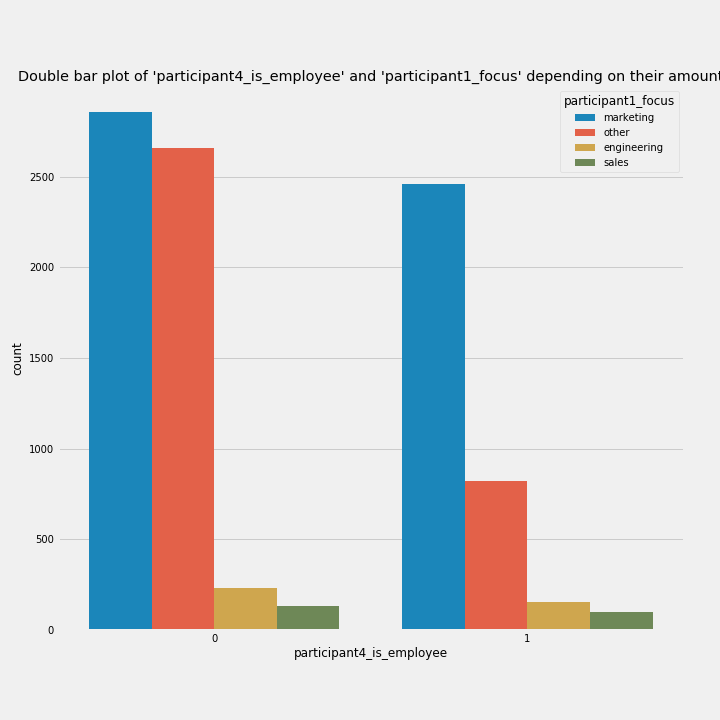 Double bar plot of 'participant4_is_employee' and 'participant1_focus' depending on their amount
participant1_focus
marketing
other
engineering
sales
2500
2000
1500
1000
500
0
count
0 1
participant4_is_employee